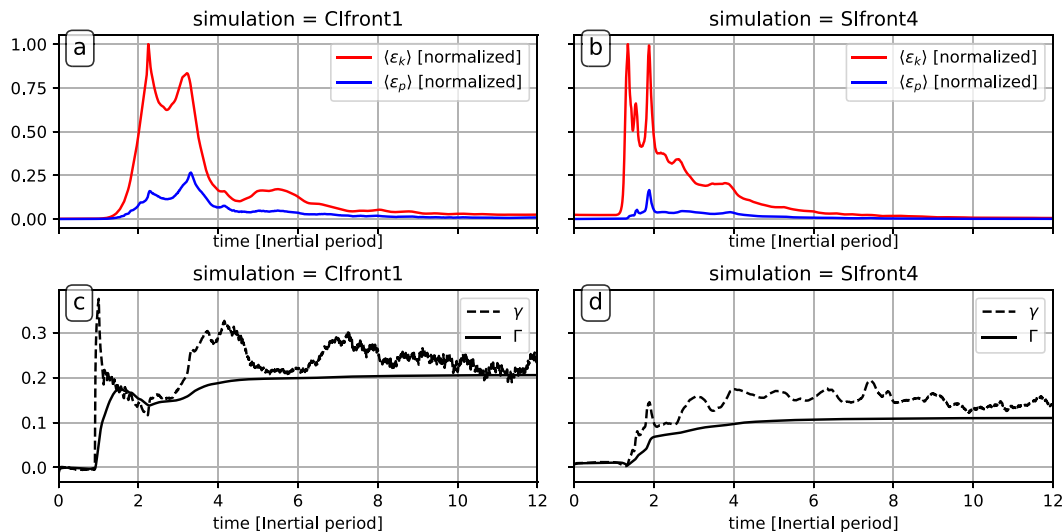 simulation = CIfront1
a
⟨εk⟩ [normalized]
⟨εp⟩ [normalized]
1.00
0.75
0.50
0.25
0.00
time [Inertial period]
simulation = SIfront4
b
⟨εk⟩ [normalized]
⟨εp⟩ [normalized]
time [Inertial period]
simulation = CIfront1
c
γ
Γ
0.3
0.2
0.1
0.0
0 2 4 6 8 10 12
time [Inertial period]
simulation = SIfront4
d
γ
Γ
0 2 4 6 8 10 12
time [Inertial period]